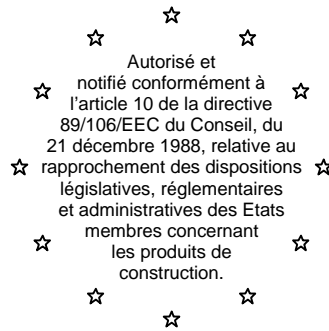 Autorisé et
notifié conformément à
l'article 10 de la directive
89/106/EEC du Conseil, du
21 décembre 1988, relative au
rapprochement des dispositions
législatives, réglementaires
et administratives des Etats
membres concernant
les produits de
construction.